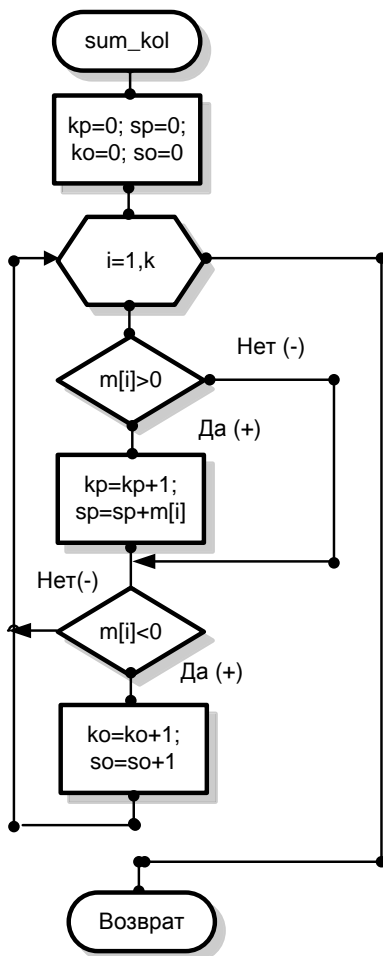 sum_kol
kp=0; sp=0;
ko=0; so=0
i=1,k
Нет (-)
m[i]>0
Да (+)
kp=kp+1;
sp=sp+m[i]
Нет(-)
m[i]<0
Да (+)
ko=ko+1;
so=so+1
Возврат